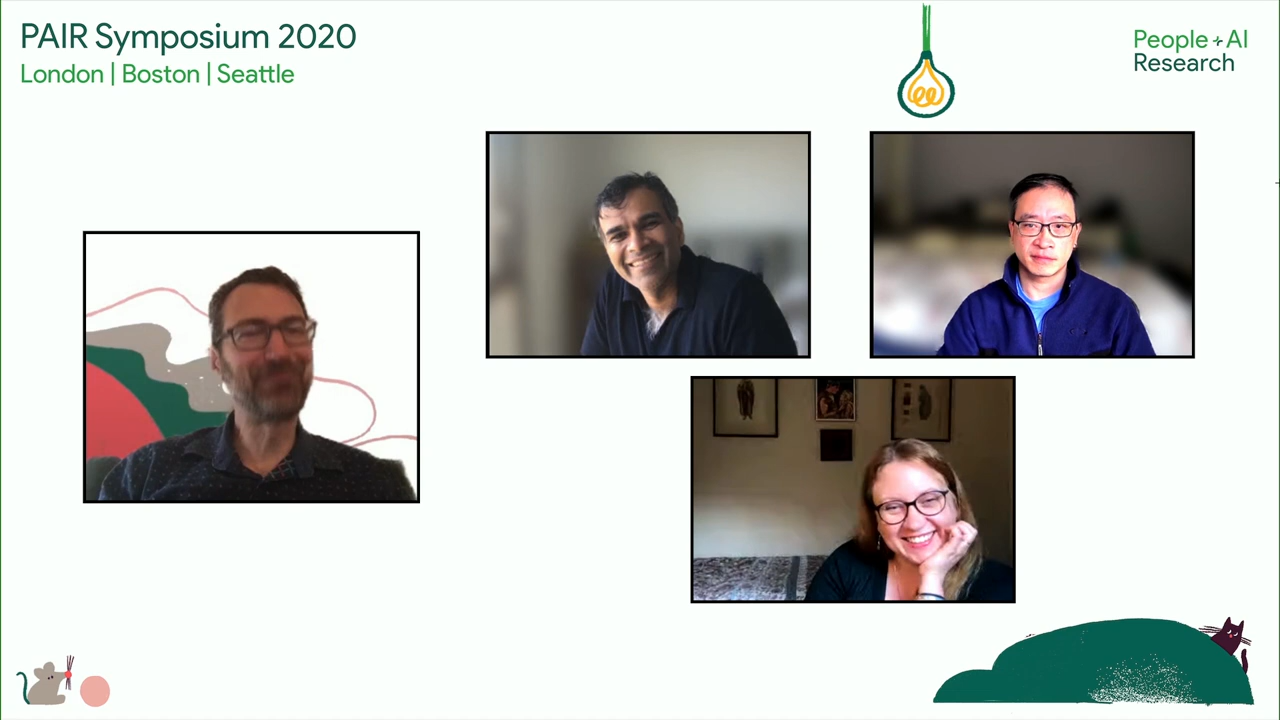 PAIR Symposium 2020
London | Boston | Seattle
People + AI
Research